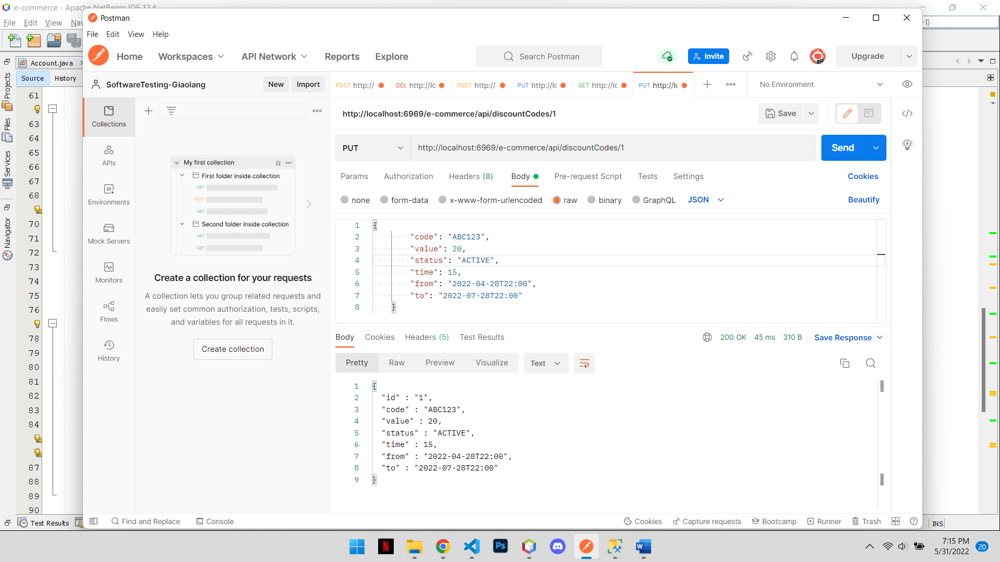 e-commerce - Apache NetBeans IDE 12.4
File Edit View
Postman
File Edit View Help
Home Workspaces API Network Reports Explore
Search Postman
Invite
Upgrade
Account.java
Source History
Projects
Files
Services
Navigator
61
63
64
65
66
67
68
70
71
72
73
74
75
76
78
79
80
81
82
83
84
87
88
89
90
SoftwareTesting-Giaolang
New Import
Collections
APIs
Environments
Mock Servers
Monitors
Flows
History
My first collection
First folder inside collection
GET
POST
GET
Second folder inside collection
GET
GET
Create a collection for your requests
A collection lets you group related requests and
easily set common authorization, tests, scripts,
and variables for all requests in it.
Create collection
POST http:// DEL http://lc POST http:// PUT http://lc GET http://lc PUT http://lc
No Environment
http://localhost:6969/e-commerce/api/discountCodes/1
Save
PUT http://localhost:6969/e-commerce/api/discountCodes/1
Send
Params Authorization Headers (8) Body Pre-request Script Tests Settings
Cookies
none form-data x-www-form-urlencoded raw binary GraphQL JSON
Beautify
1 {
2 "code": "ABC123",
3 "value": 20,
4 "status": "ACTIVE",
5 "time": 15,
6 "from": "2022-04-28T22:00",
7 "to": "2022-07-28T22:00"
8 }
Body Cookies Headers (5) Test Results
200 OK 45 ms 310 B Save Response
Pretty Raw Preview Visualize Text
1 {
2 "id" : "1",
3 "code" : "ABC123",
4 "value" : 20,
5 "status" : "ACTIVE",
6 "time" : 15,
7 "from" : "2022-04-28T22:00",
8 "to" : "2022-07-28T22:00"
9 }
Test Results
Find and Replace Console
Cookies Capture requests Bootcamp Runner Trash
INS
N
Ps
W
7:15 PM
5/31/2022
20